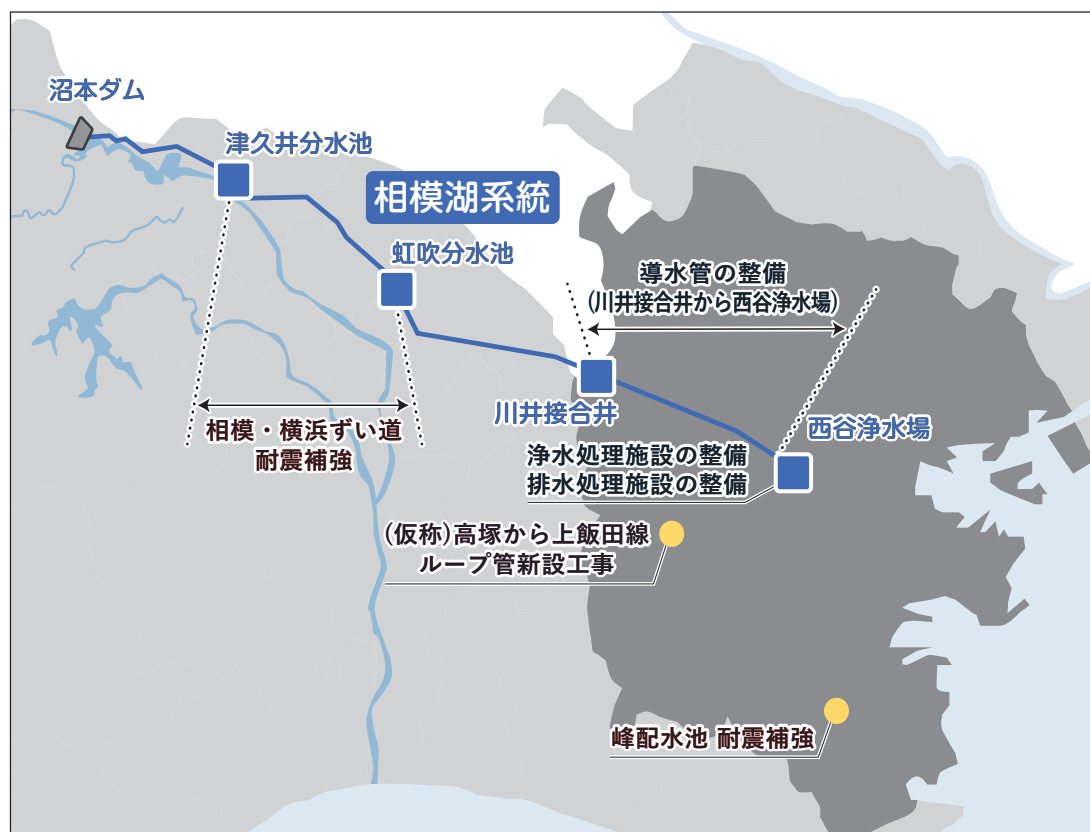 沼本ダム
津久井分水池
相模湖系統
虹吹分水池
導水管の整備
(川井接合井から西谷浄水場)
川井接合井
西谷浄水場
相模・横浜ずい道
耐震補強
浄水処理施設の整備
排水処理施設の整備
(仮称)高塚から上飯田線
ループ管新設工事
峰配水池 耐震補強